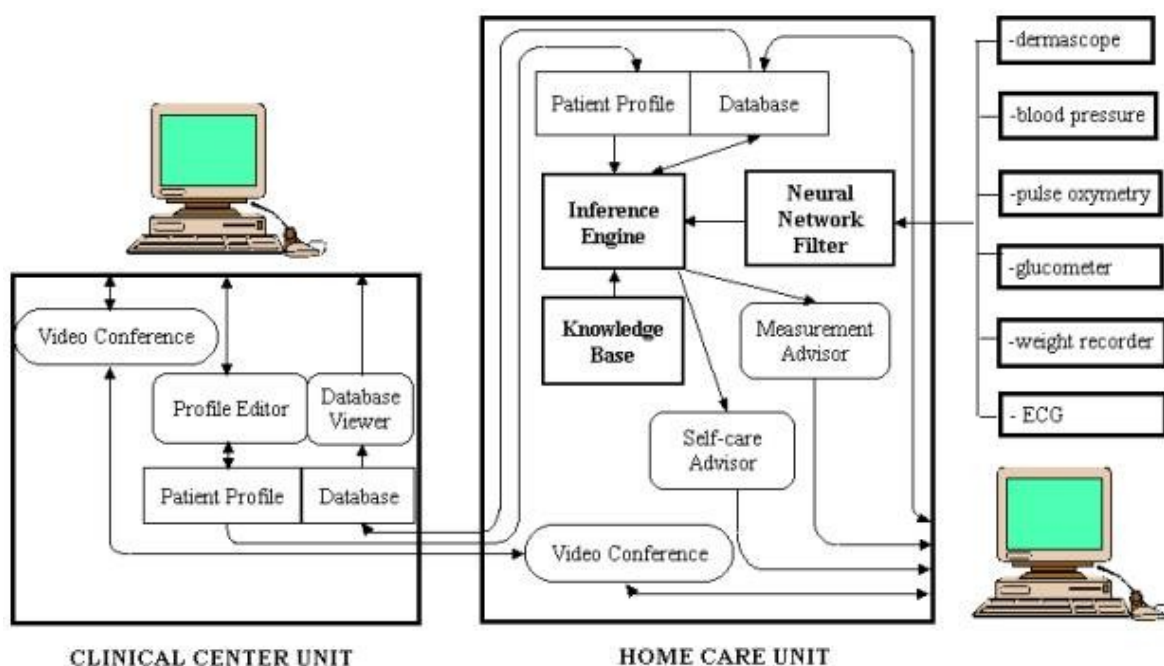 Video Conference
Profile Editor
Database
Viewer
Patient Profile
Database
CLINICAL CENTER UNIT
Patient Profile
Database
Inference
Engine
Neural
Network
Filter
Knowledge
Base
Measurement
Advisor
Self-care
Advisor
Video Conference
HOME CARE UNIT
-dermascope
-blood pressure
-pulse oxymetry
-glucometer
-weight recorder
- ECG